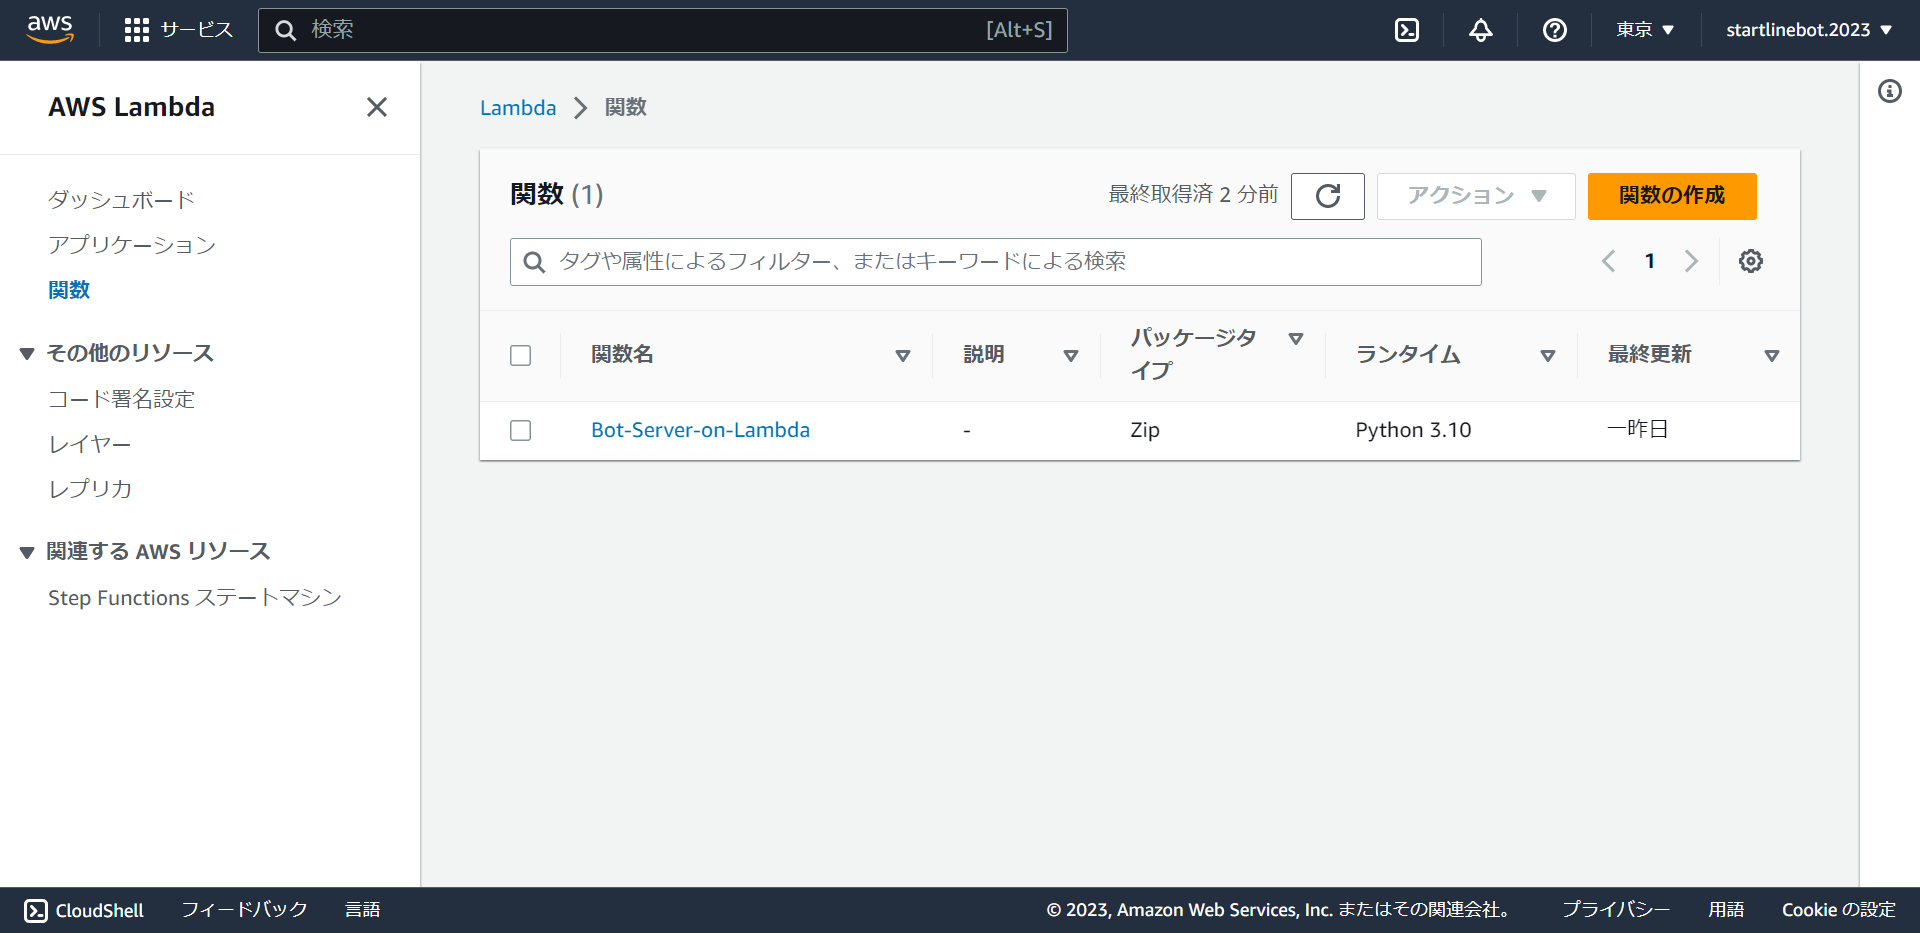 aws
サービス
検索
[Alt+S]
東京
startlinebot.2023
AWS Lambda
ダッシュボード
アプリケーション
関数
その他のリソース
コード署名設定
レイヤー
レプリカ
関連する AWS リソース
Step Functions ステートマシン
Lambda
関数
関数 (1)
最終取得済 2 分前
アクション
関数の作成
タグや属性によるフィルター、またはキーワードによる検索
1
関数名
説明
パッケージタ
イプ
ランタイム
最終更新
Bot-Server-on-Lambda
-
Zip
Python 3.10
一昨日
CloudShell
フィードバック
言語
© 2023, Amazon Web Services, Inc. またはその関連会社。
プライバシー
用語
Cookie の設定